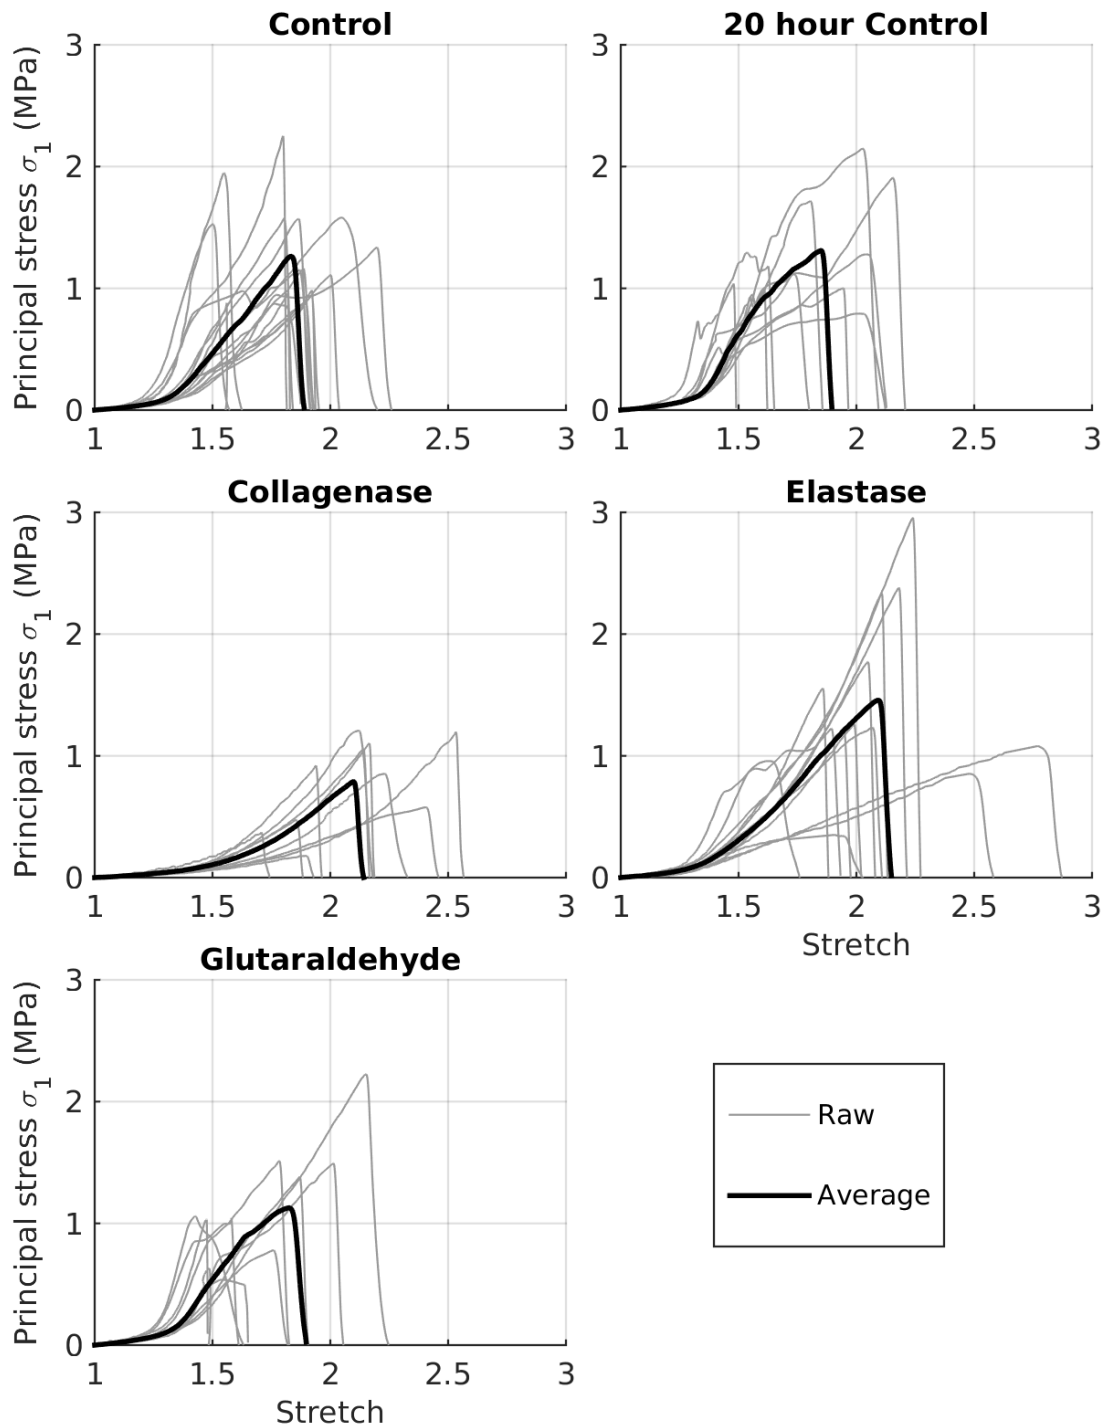 Control
20 hour Control
Principal stress σ1 (MPa)
3
2
1
0
1 1.5 2 2.5 3
3
2
1
0
1 1.5 2 2.5 3
Collagenase
Elastase
Principal stress σ1 (MPa)
3
2
1
0
1 1.5 2 2.5 3
3
2
1
0
1 1.5 2 2.5 3
Stretch
Glutaraldehyde
Principal stress σ1 (MPa)
3
2
1
0
1 1.5 2 2.5 3
Stretch
Raw
Average